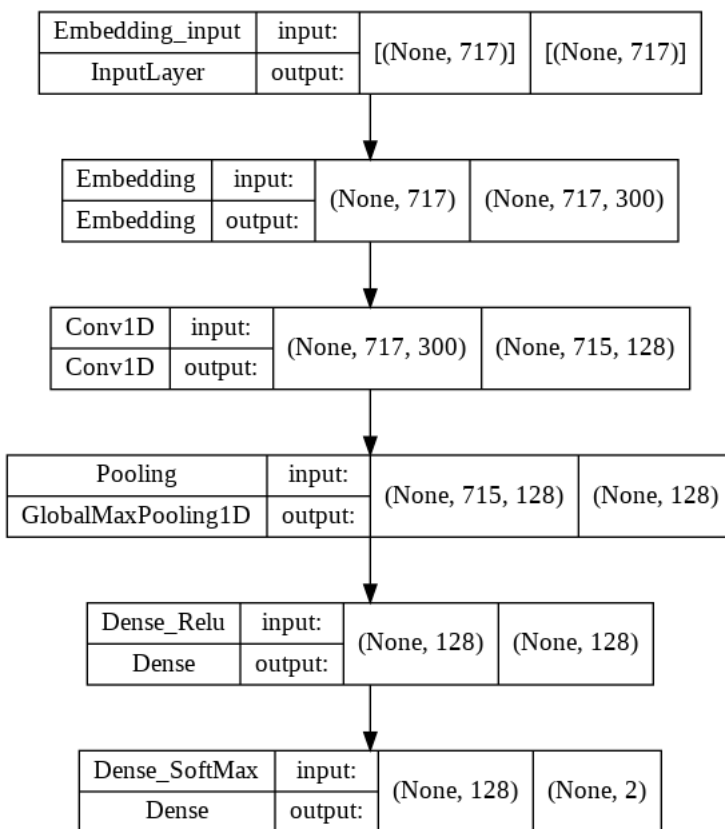 Embedding_input input: [(None, 717)] [(None, 717)]
InputLayer output:
Embedding input: (None, 717) (None, 717, 300)
Embedding output:
Conv1D input: (None, 717, 300) (None, 715, 128)
Conv1D output:
Pooling input: (None, 715, 128) (None, 128)
GlobalMaxPooling1D output:
Dense_Relu input: (None, 128) (None, 128)
Dense output:
Dense_SoftMax input: (None, 128) (None, 2)
Dense output: